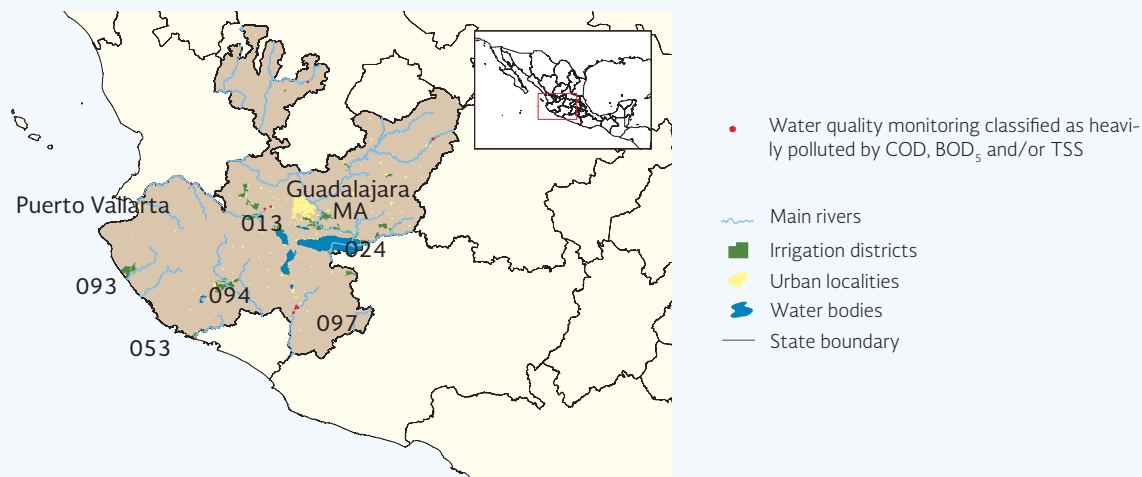 Puerto Vallarta
Guadalajara
MA
013
024
093
094
097
053
Water quality monitoring classified as heavi-
ly polluted by COD, BOD₅ and/or TSS
Main rivers
Irrigation districts
Urban localities
Water bodies
State boundary